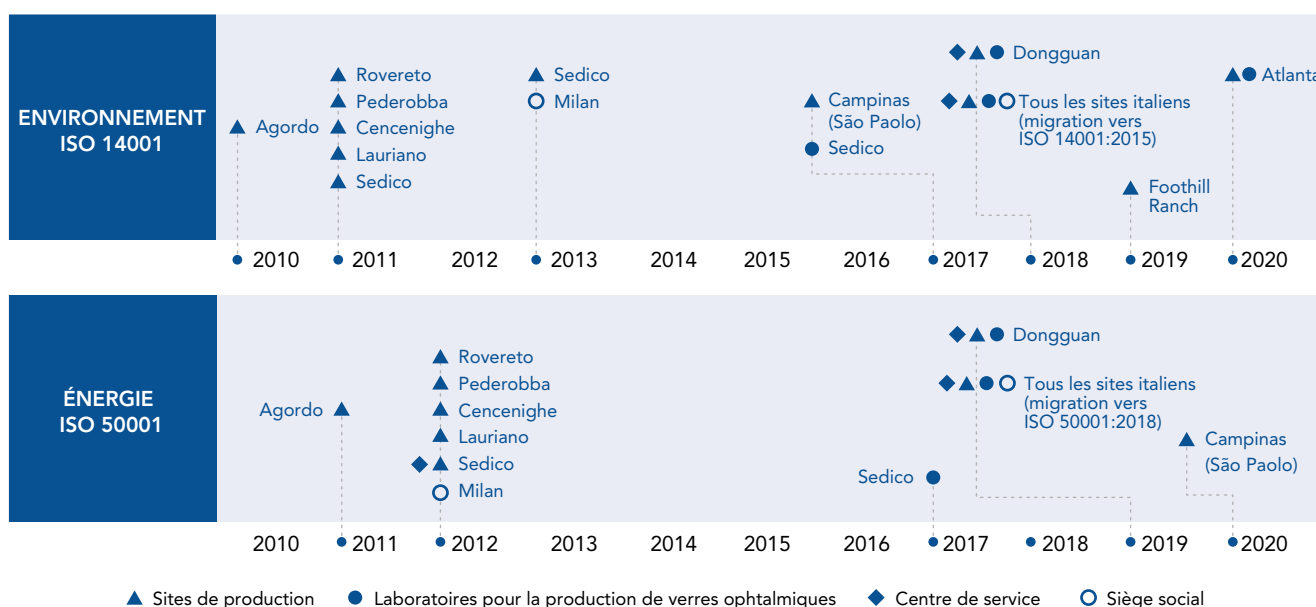 ENVIRONNEMENT
ISO 14001
Agordo
Rovereto
Pederobba
Cencenighe
Lauriano
Sedico
Sedico
Milan
Campinas
(São Paolo)
Sedico
Dongguan
Tous les sites italiens
(migration vers
ISO 14001:2015)
Foothill
Ranch
Atlanta
2010 2011 2012 2013 2014 2015 2016 2017 2018 2019 2020
ÉNERGIE
ISO 50001
Agordo
Rovereto
Pederobba
Cencenighe
Lauriano
Sedico
Milan
Sedico
Dongguan
Tous les sites italiens
(migration vers
ISO 50001:2018)
Campinas
(São Paolo)
2010 2011 2012 2013 2014 2015 2016 2017 2018 2019 2020
Sites de production Laboratoires pour la production de verres ophtalmiques Centre de service Siège social